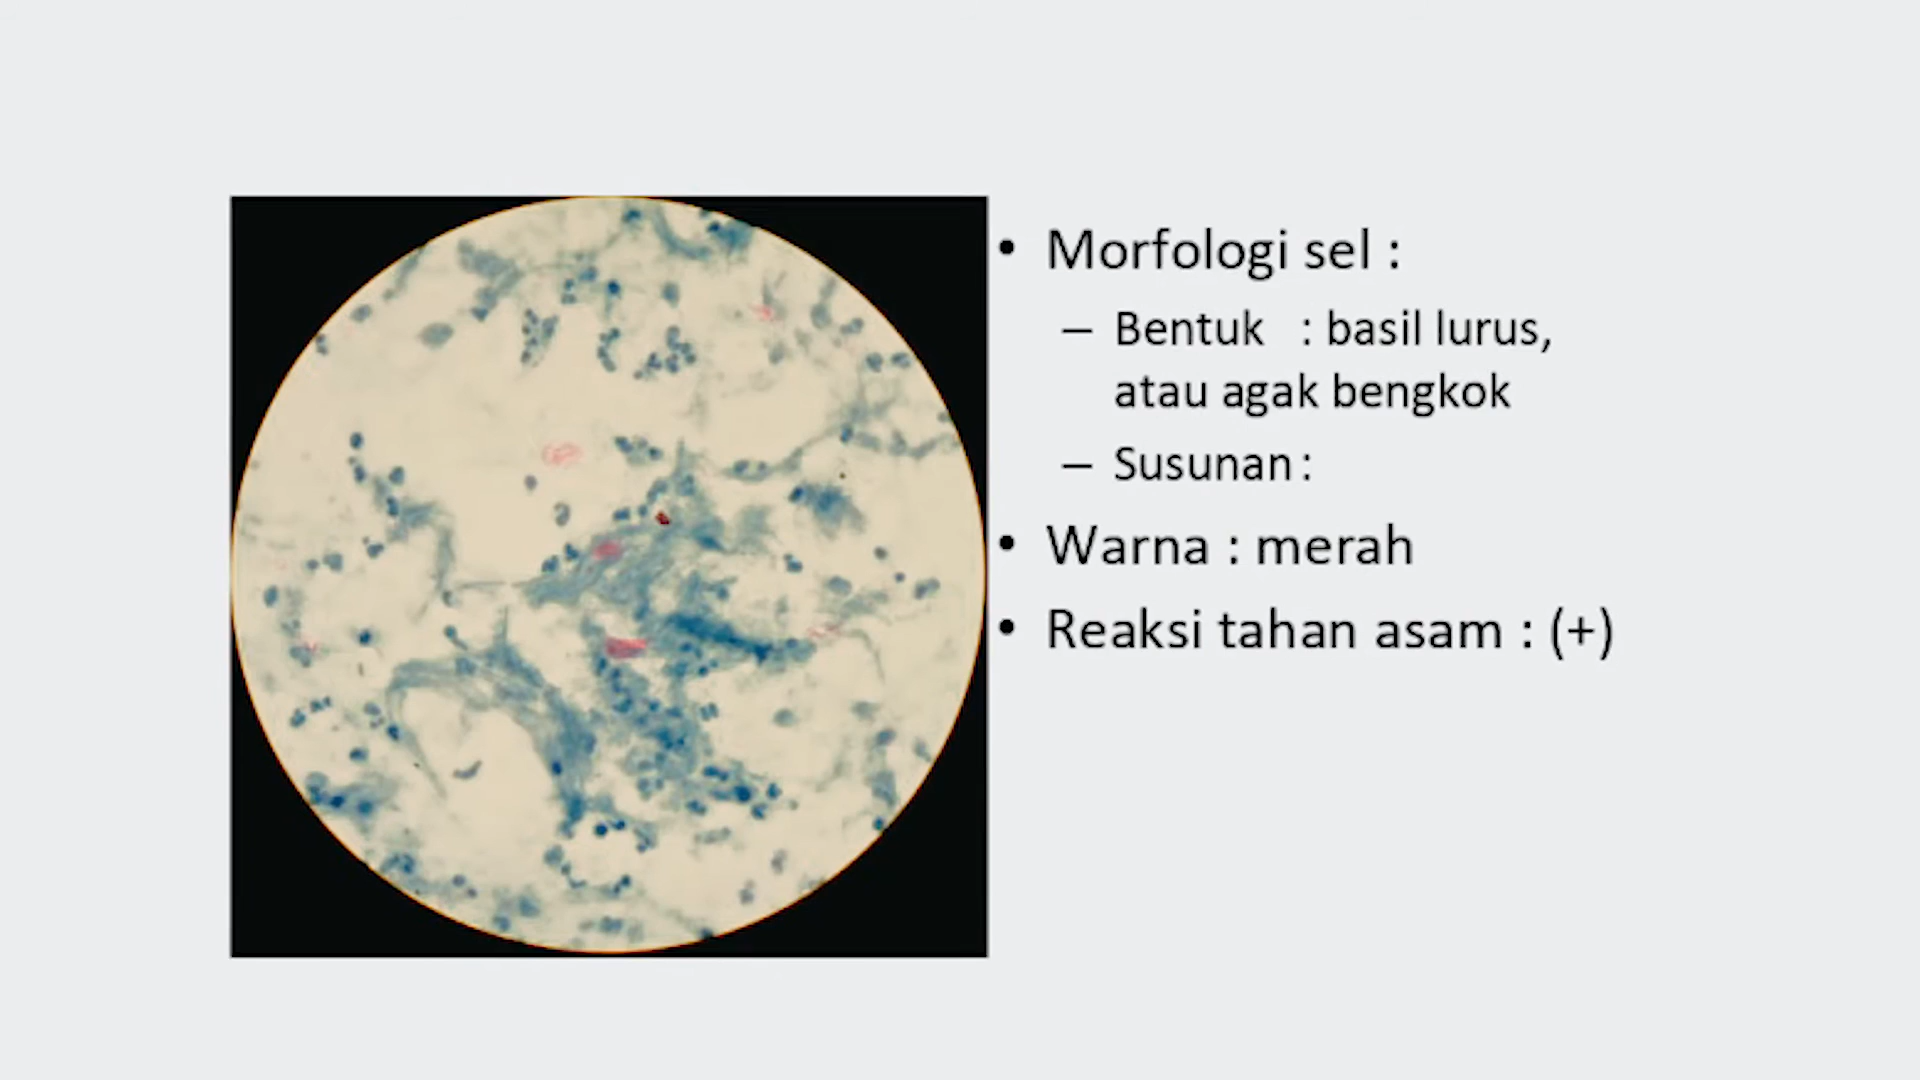 • Morfologi sel :
– Bentuk : basil lurus,
atau agak bengkok
– Susunan :
• Warna : merah
• Reaksi tahan asam : (+)